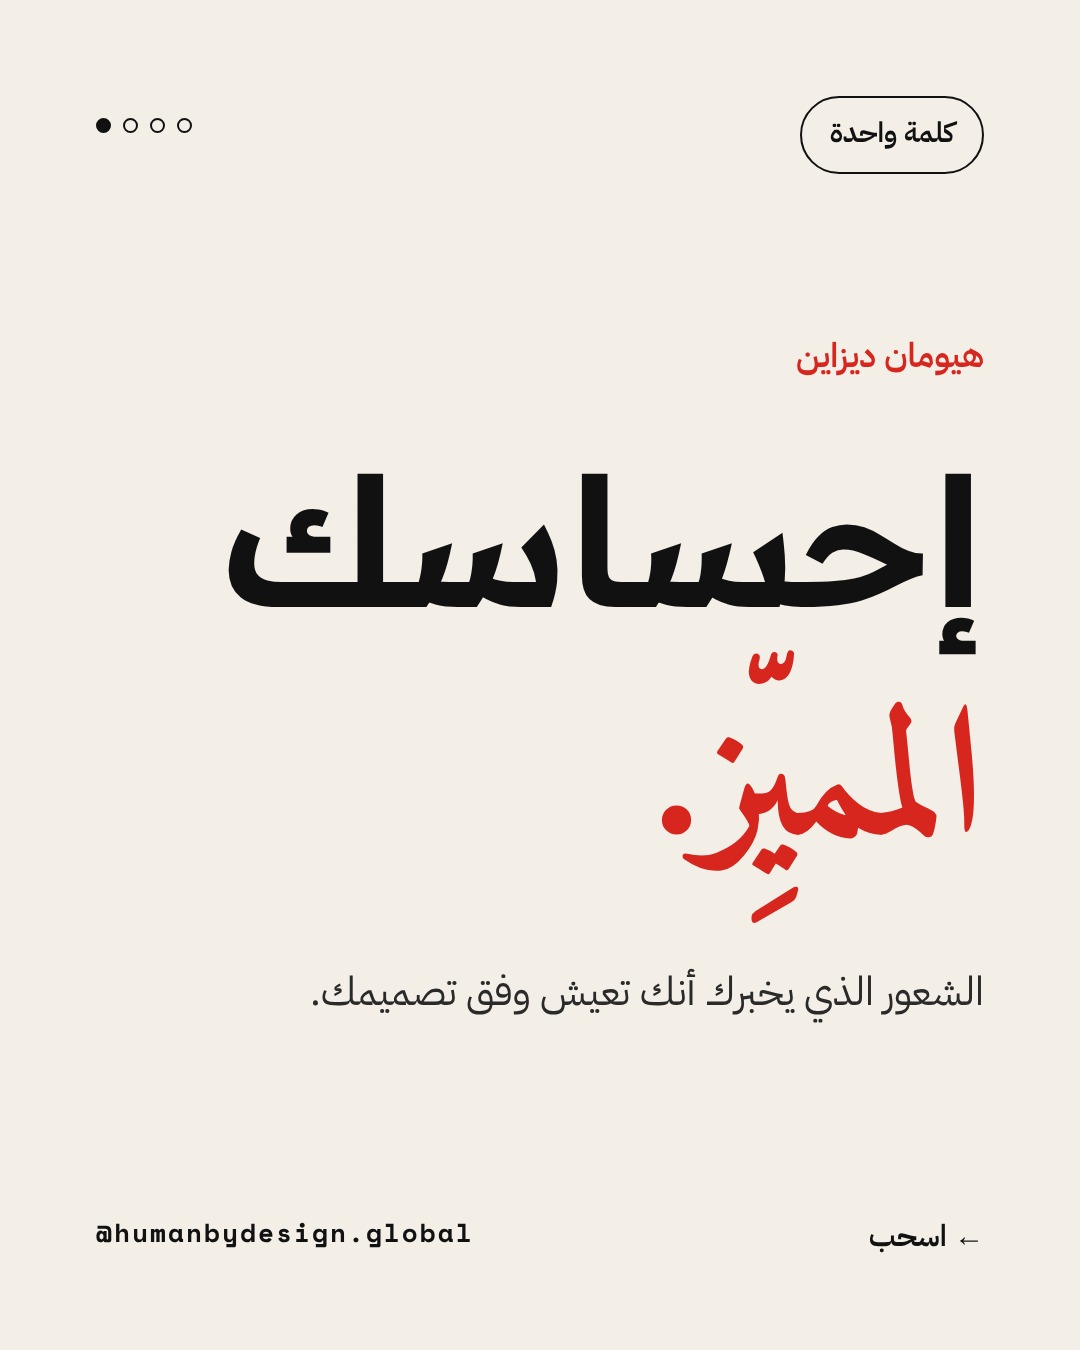 كلمة واحدة
هيومان ديزاين
إحساسك
المميِّز.
الشعور الذي يخبرك أنك تعيش وفق تصميمك.
← اسحب
@humanbydesign.global